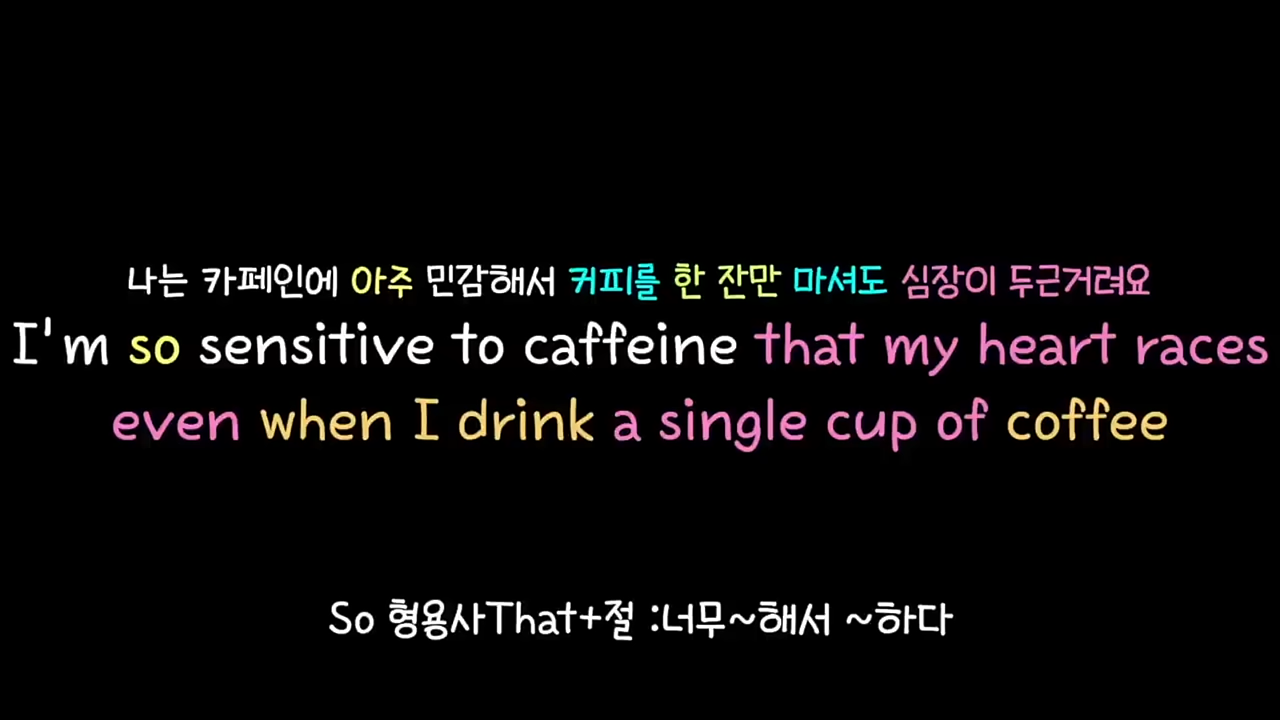 나는 카페인에 아주 민감해서 커피를 한 잔만 마셔도 심장이 두근거려요
I'm so sensitive to caffeine that my heart races
even when I drink a single cup of coffee
So 형용사That+절 :너무~해서 ~하다